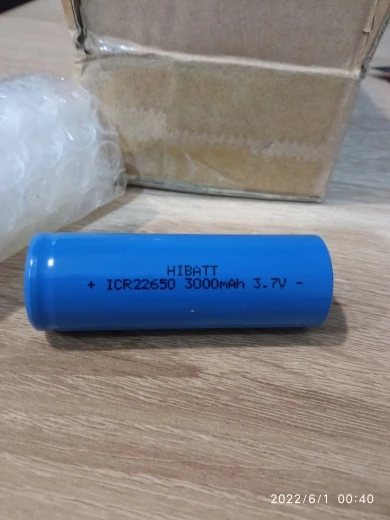 HIBATT
+ ICR22650 3000mAh 3.7V -
2022/6/1 00:40